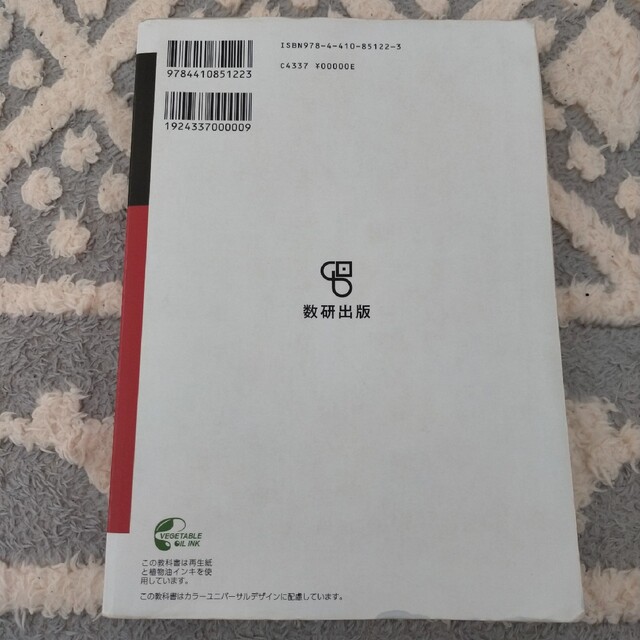 ISBN978-4-410-85122-3
9784410851223
C4337 ¥00000E
1924337000009
数研出版
VEGETABLE
OIL INK
この教科書は再生紙
と植物油インキを使
用しています。
この教科書はカラーユニバーサルデザインに配慮しています。